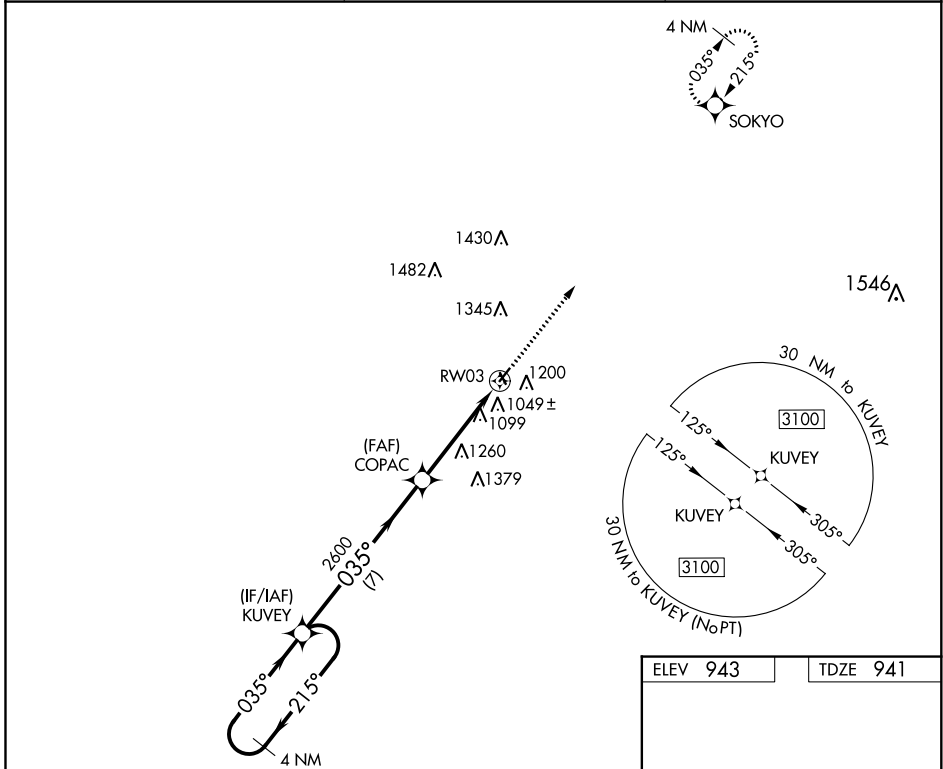 4 NM
035°
215°
SOKYO
1430
1482
1546
1345
RW03
1200
1049 ±
1099
(FAF)
COPAC
1260
1379
2600
035°
(7)
(IF/IAF)
KUVEY
035°
215°
4 NM
30 NM to KUVEY
3100
125°
KUVEY
305°
125°
KUVEY
305°
3100
30 NM to KUVEY (NoPT)
ELEV 943
TDZE 941